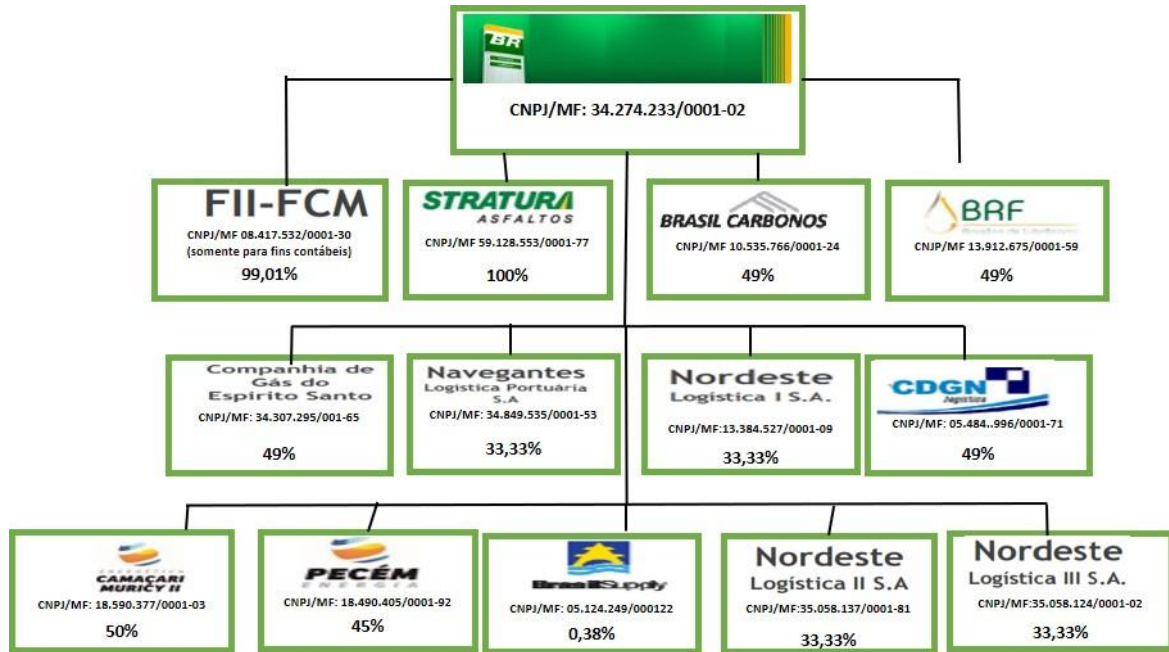 BR
CNPJ/MF: 34.274.233/0001-02
FII-FCM
CNPJ/MF 08.417.532/0001-30
(somente para fins contábeis)
99,01%
STRATURA
ASFALTOS
CNPJ/MF 59.128.553/0001-77
100%
BRASIL CARBONOS
CNPJ/MF 10.535.766/0001-24
49%
BRF
CNJP/MF 13.912.675/0001-59
49%
Companhia de
Gás do
Espirito Santo
CNPJ/MF: 34.307.295/001-65
49%
Navegantes
Logística Portuária
S.A
CNPJ/MF: 34.849.535/0001-53
33,33%
Nordeste
Logística I S.A.
CNPJ/MF:13.384.527/0001-09
33,33%
CDGN
logística
CNPJ/MF: 05.484..996/0001-71
49%
ENERGÉTICA
CAMAÇARI
MURICY II
CNPJ/MF: 18.590.377/0001-03
50%
PECÉM
ENERGIA
CNPJ/MF: 18.490.405/0001-92
45%
BrasilSupply
CNPJ/MF: 05.124.249/000122
0,38%
Nordeste
Logística II S.A
CNPJ/MF:35.058.137/0001-81
33,33%
Nordeste
Logística III S.A.
CNPJ/MF:35.058.124/0001-02
33,33%